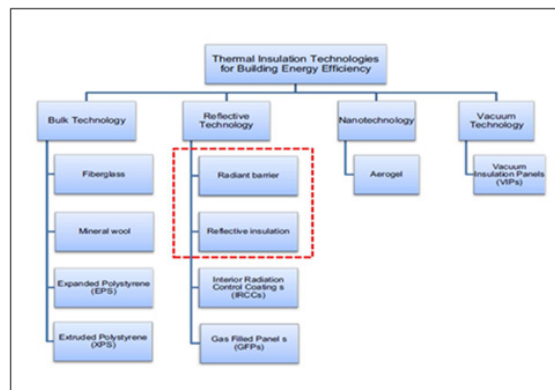 Thermal Insulation Technologies
for Building Energy Efficiency
Bulk Technology
Reflective
Technology
Nanotechnology
Vacuum
Technology
Fiberglass
Radiant barrier
Aerogel
Vacuum
Insulation Panels
(VIPs)
Mineral wool
Reflective insulation
Expanded Polystyrene
(EPS)
Interior Radiation
Control Coating s
(IRCCs)
Extruded Polystyrene
(XPS)
Gas Filled Panel s
(GFPs)